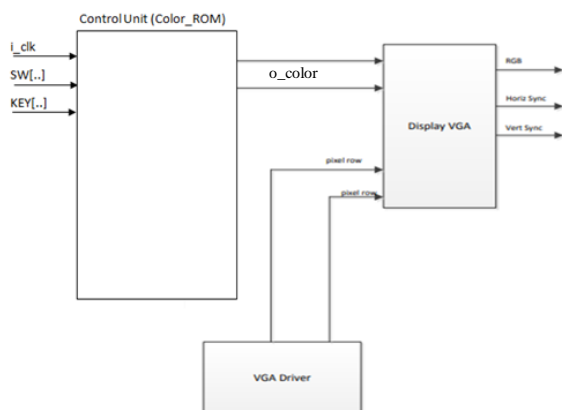 Control Unit (Color_ROM)
i_clk
SW[..]
KEY[..]
o_color
RGB
Horiz Sync
Vert Sync
Display VGA
pixel row
pixel row
VGA Driver